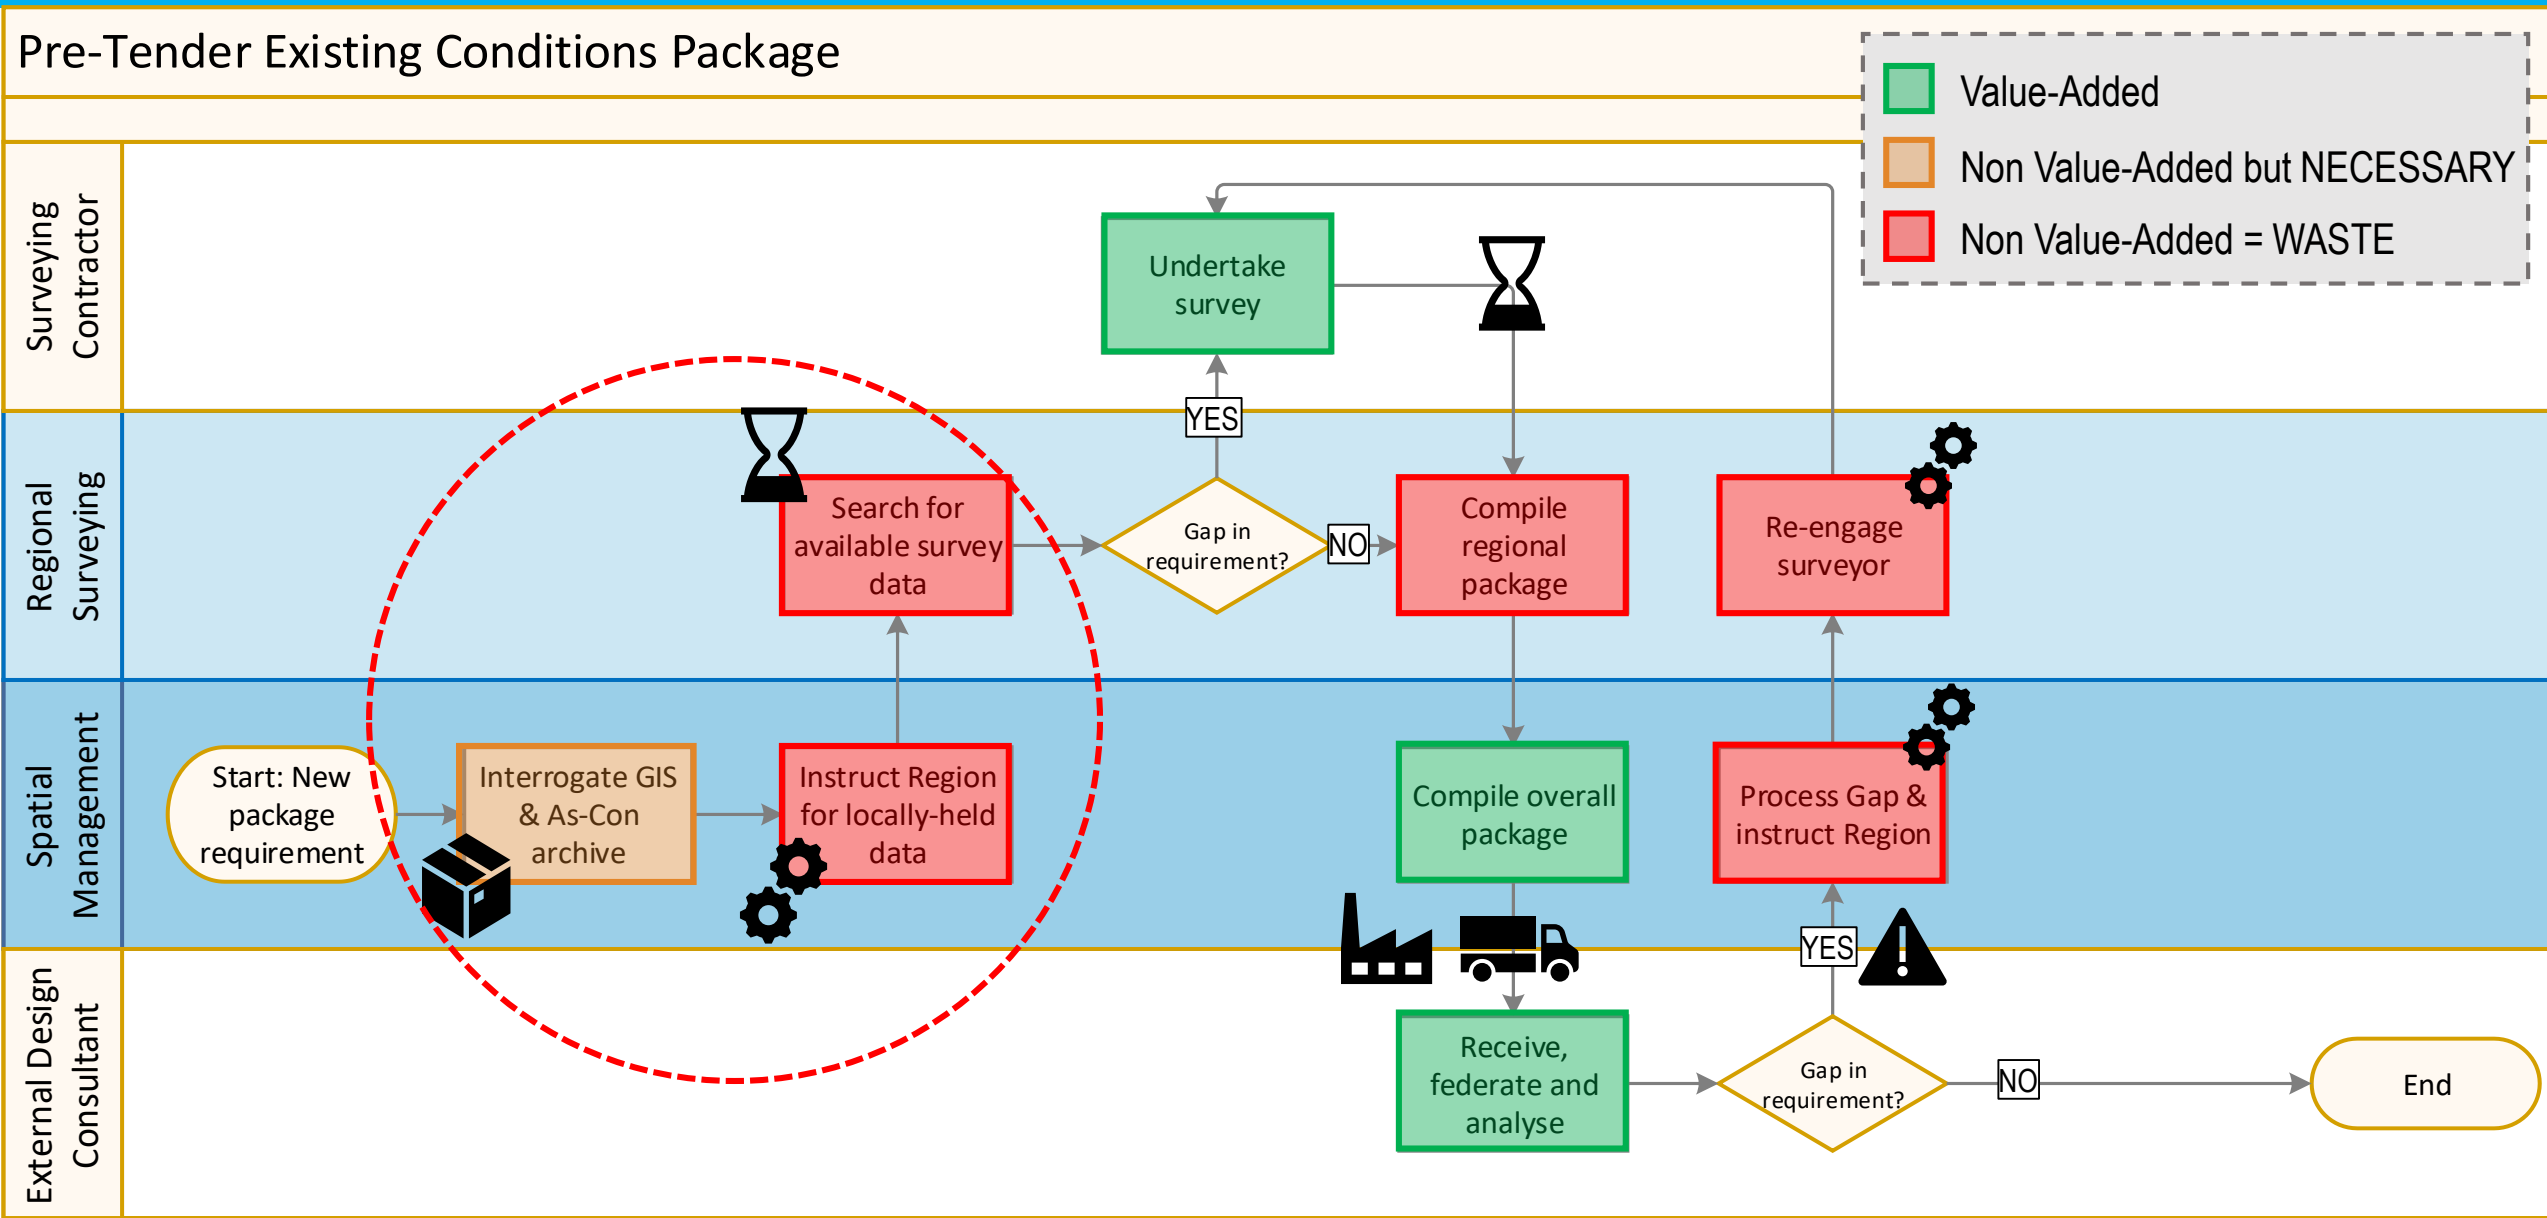 Pre-Tender Existing Conditions Package
Value-Added
Non Value-Added but NECESSARY
Non Value-Added = WASTE
Surveying
Contractor
Undertake
survey
YES
Regional
Surveying
Search for
available survey
data
Gap in
requirement?
NO
Compile
regional
package
Re-engage
surveyor
Spatial
Management
Start: New
package
requirement
Interrogate GIS
& As-Con
archive
Instruct Region
for locally-held
data
Compile overall
package
Process Gap &
instruct Region
YES
External Design
Consultant
Receive,
federate and
analyse
Gap in
requirement?
NO
End